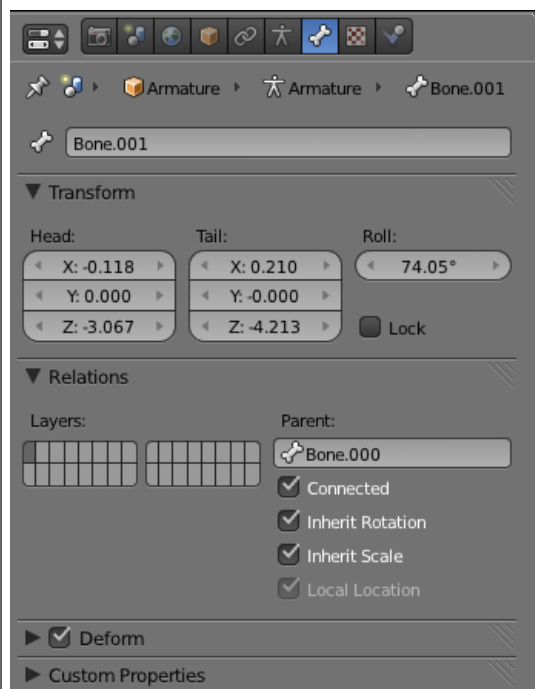 Armature Armature Bone.001
Bone.001
Transform
Head: Tail: Roll:
X: -0.118 X: 0.210 74.05°
Y: 0.000 Y: -0.000
Z: -3.067 Z: -4.213 Lock
Relations
Layers: Parent:
Bone.000
Connected
Inherit Rotation
Inherit Scale
Local Location
Deform
Custom Properties